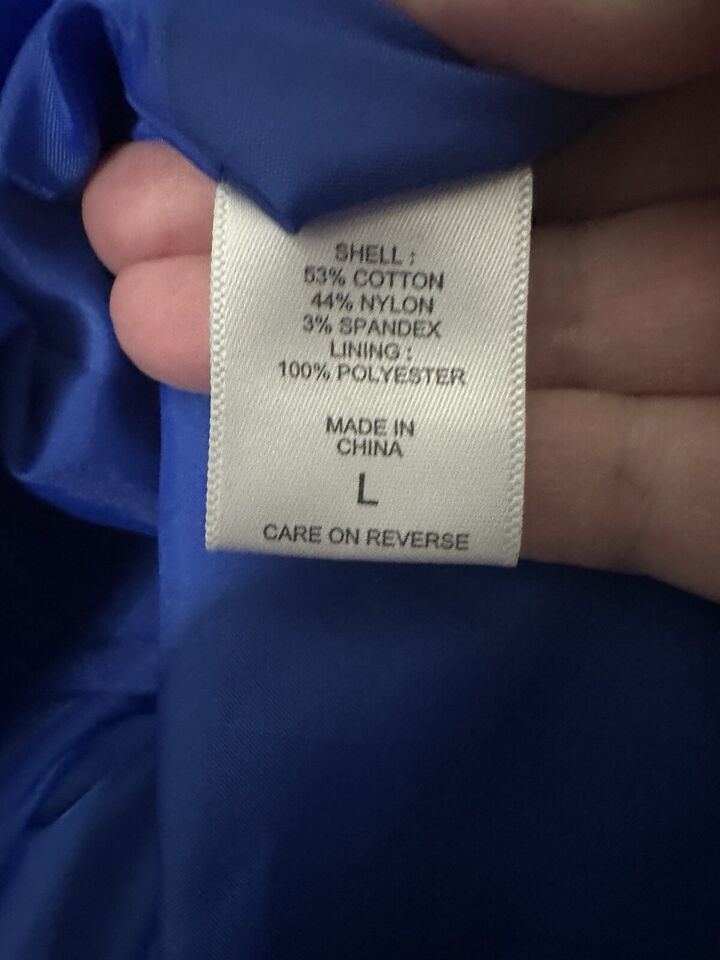 SHELL :
53% COTTON
44% NYLON
3% SPANDEX
LINING :
100% POLYESTER
MADE IN
CHINA
L
CARE ON REVERSE